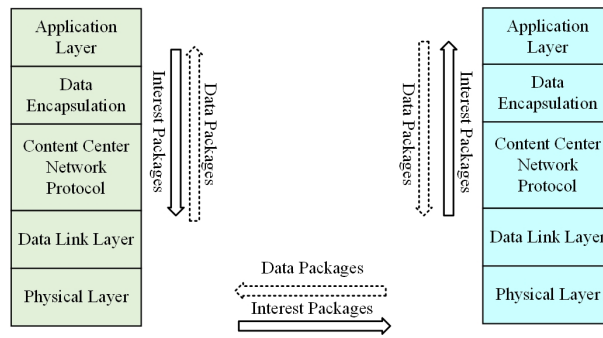 Application
Layer
Data
Encapsulation
Content Center
Network
Protocol
Data Link Layer
Physical Layer
Interest Packages
Data Packages
Data Packages
Interest Packages
Data Packages
Interest Packages
Application
Layer
Data
Encapsulation
Content Center
Network
Protocol
Data Link Layer
Physical Layer